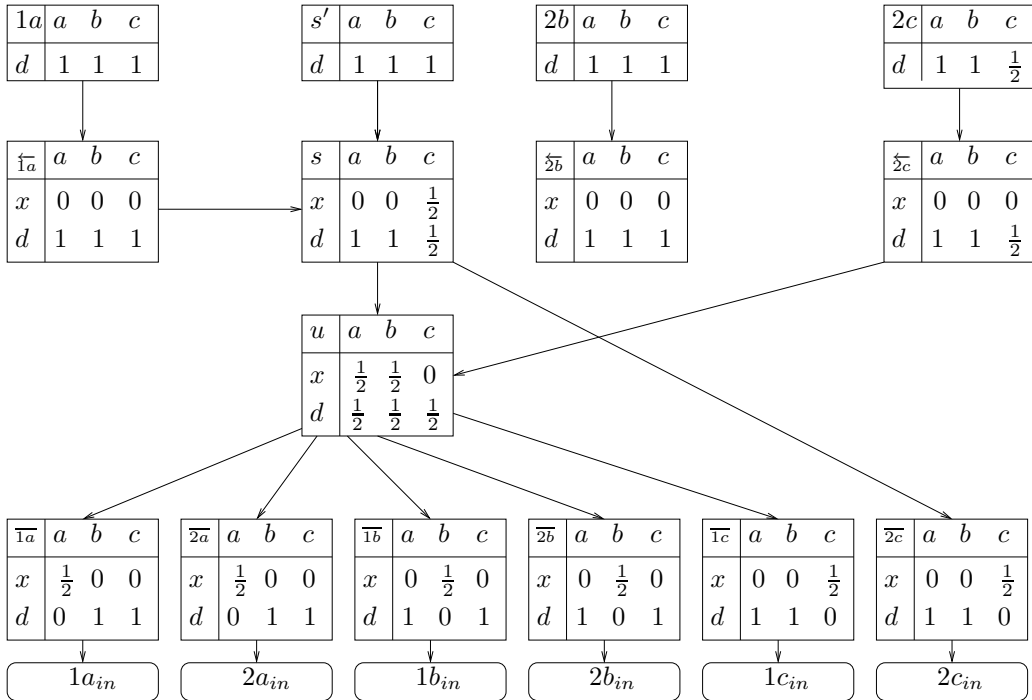 1a a b c s′ a b c 2b a b c 2c a b c
d 1 1 1 d 1 1 1 d 1 1 1 d 1 1 1/2
↼1a a b c s a b c ↼2b a b c ↼2c a b c
x 0 0 0 x 0 0 1/2 x 0 0 0 x 0 0 0
d 1 1 1 d 1 1 1/2 d 1 1 1 d 1 1 1/2
u a b c
x 1/2 1/2 0
d 1/2 1/2 1/2
1a a b c 2a a b c 1b a b c 2b a b c 1c a b c 2c a b c
x 1/2 0 0 x 1/2 0 0 x 0 1/2 0 x 0 1/2 0 x 0 0 1/2 x 0 0 1/2
d 0 1 1 d 0 1 1 d 1 0 1 d 1 0 1 d 1 1 0 d 1 1 0
1a_in 2a_in 1b_in 2b_in 1c_in 2c_in